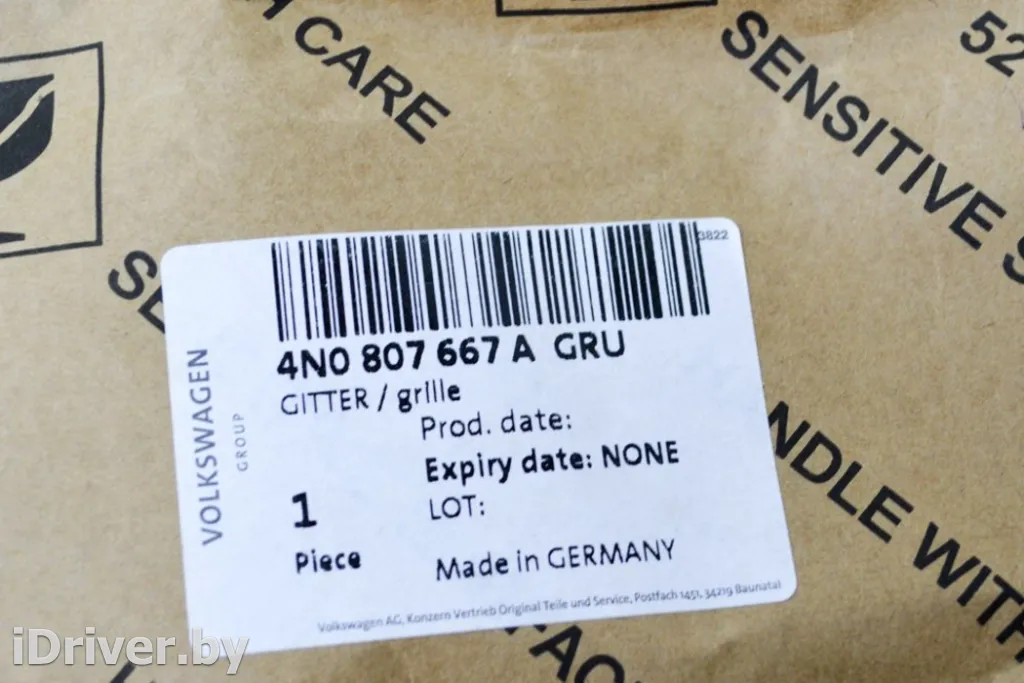 CARE
SENSITIVE
52
3822
4N0 807 667 A GRU
GITTER / grille
Prod. date:
Expiry date: NONE
LOT:
1
Piece
Made in GERMANY
Volkswagen AG, Konzern Vertrieb Original Teile und Service, Postfach 1451, 34219 Baunatal
VOLKSWAGEN
GROUP
NDLE WITH
iDriver.by